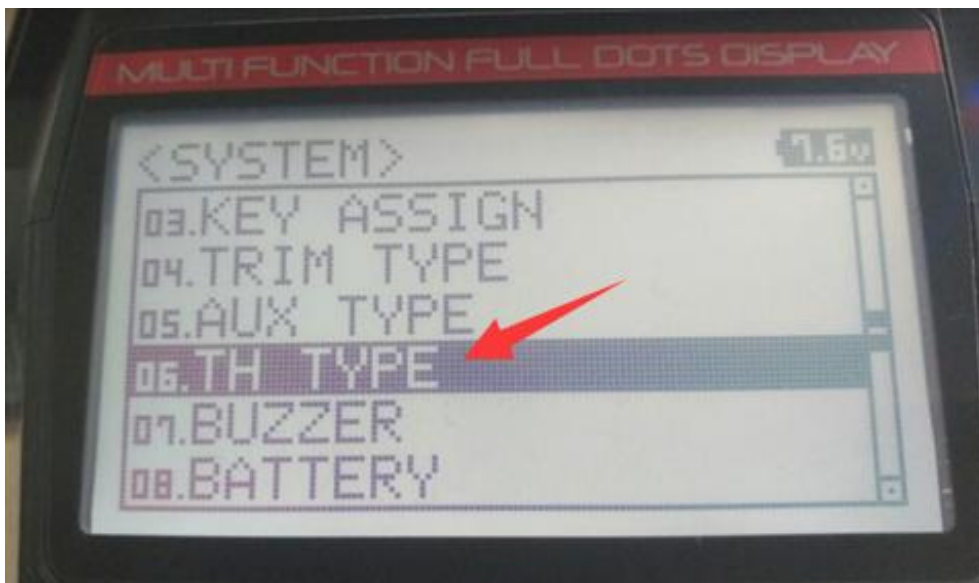 MULTI FUNCTION FULL DOTS DISPLAY
<SYSTEM>
7.6v
03.KEY ASSIGN
04.TRIM TYPE
05.AUX TYPE
06.TH TYPE
07.BUZZER
08.BATTERY